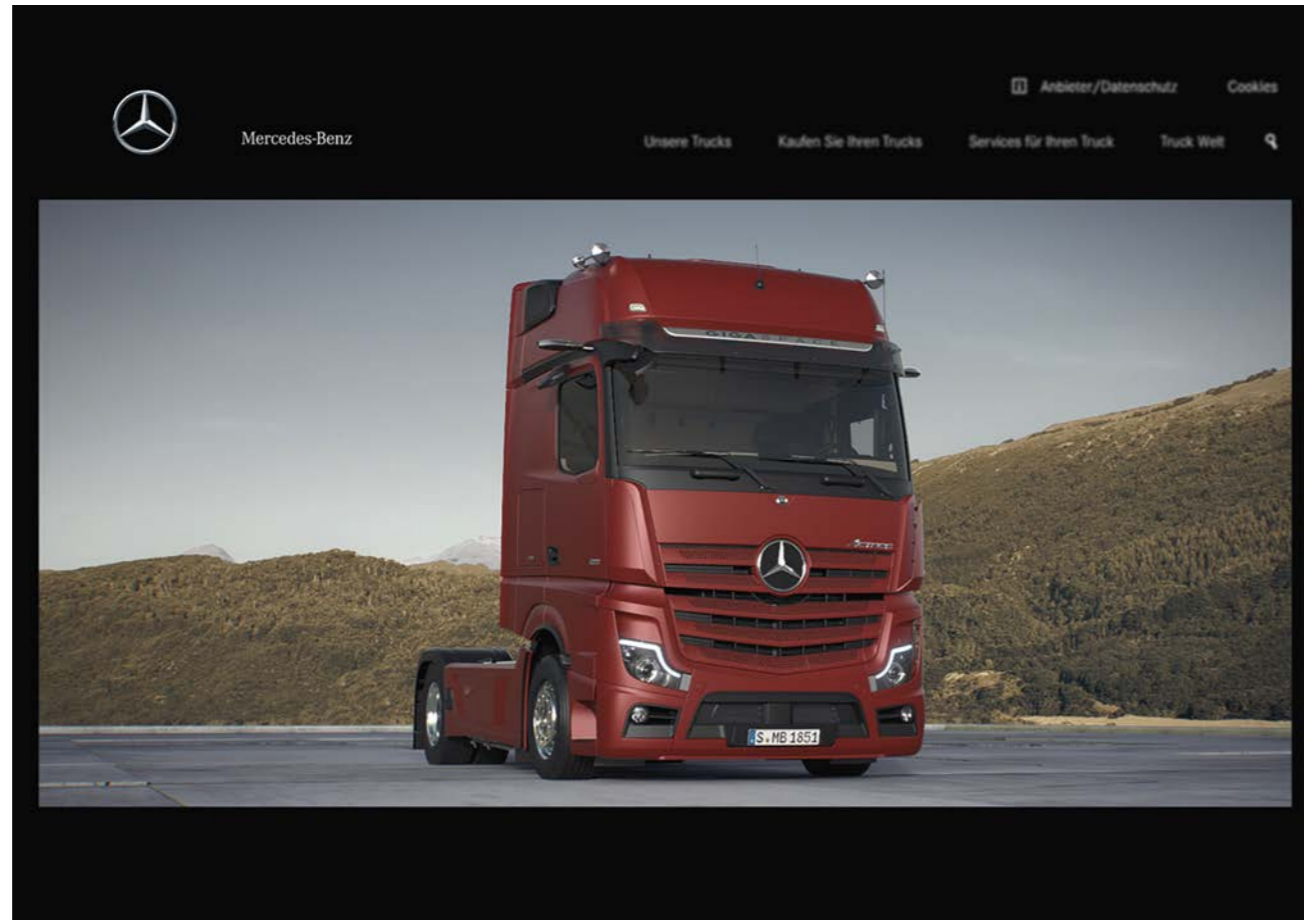 Anbieter/Datenschutz Cookies
Mercedes-Benz Unsere Trucks Kaufen Sie Ihren Trucks Services für Ihren Truck Truck Welt
GIGASPACE
S MB 1851